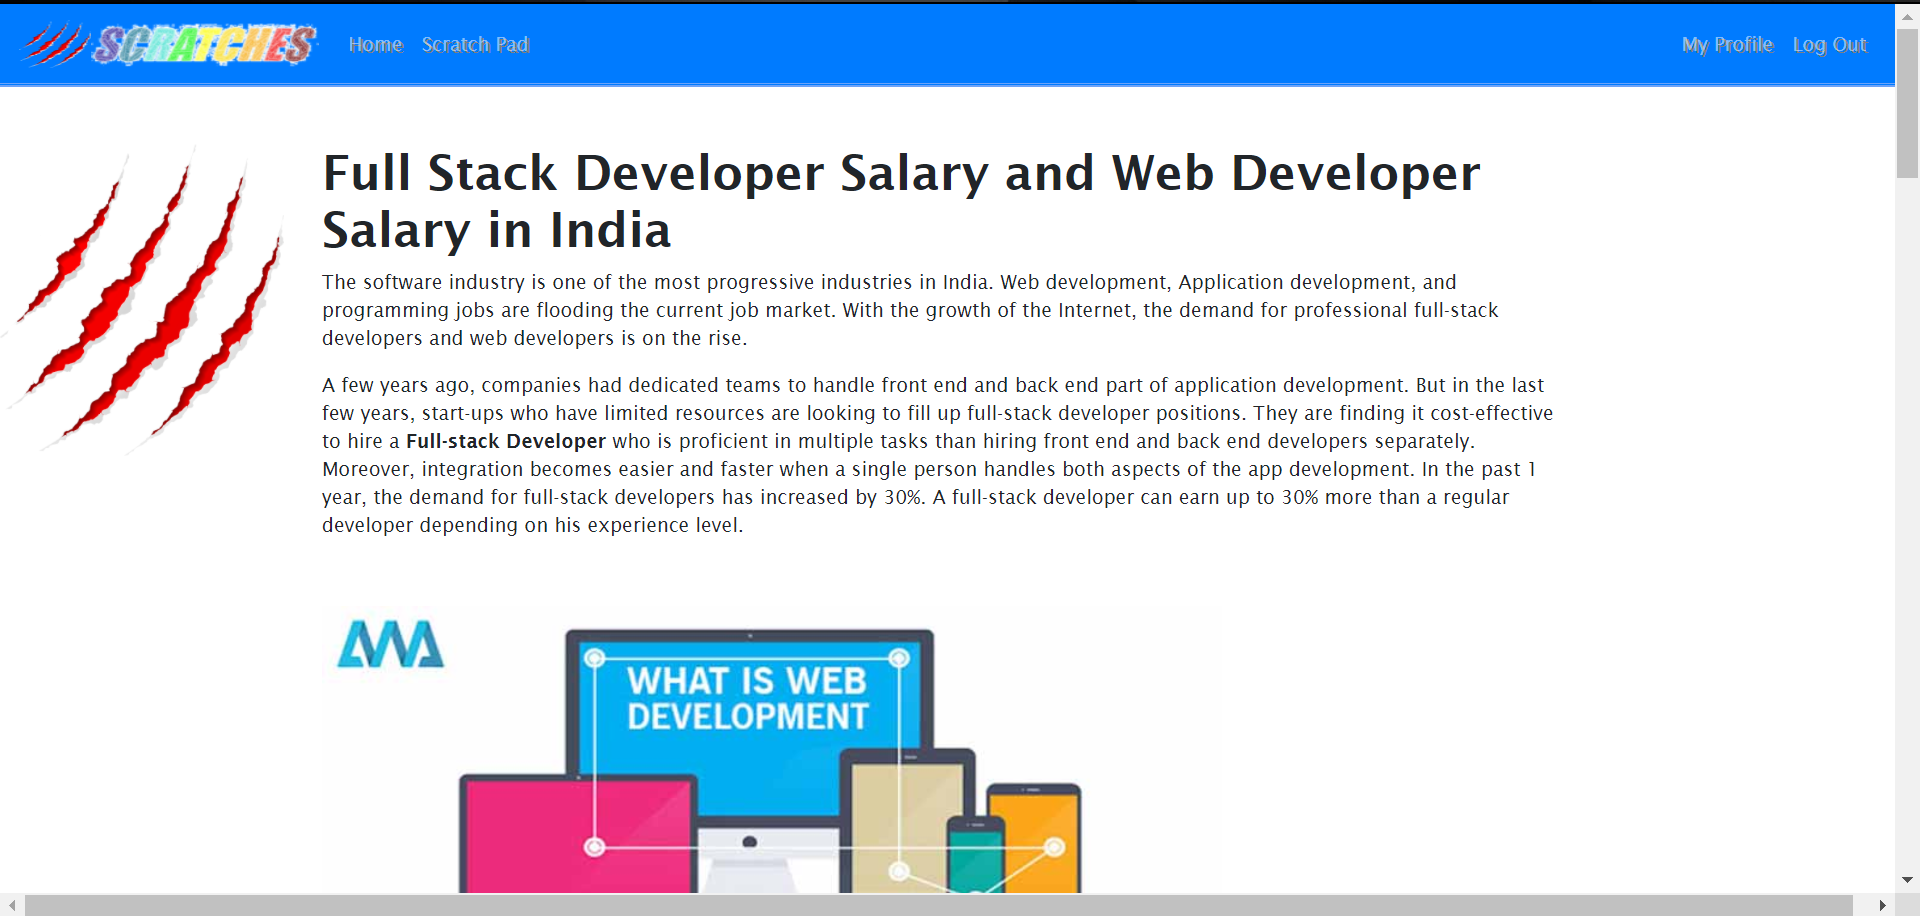 SCRATCHES Home Scratch Pad My Profile Log Out
Full Stack Developer Salary and Web Developer
Salary in India
The software industry is one of the most progressive industries in India. Web development, Application development, and
programming jobs are flooding the current job market. With the growth of the Internet, the demand for professional full-stack
developers and web developers is on the rise.
A few years ago, companies had dedicated teams to handle front end and back end part of application development. But in the last
few years, start-ups who have limited resources are looking to fill up full-stack developer positions. They are finding it cost-effective
to hire a Full-stack Developer who is proficient in multiple tasks than hiring front end and back end developers separately.
Moreover, integration becomes easier and faster when a single person handles both aspects of the app development. In the past 1
year, the demand for full-stack developers has increased by 30%. A full-stack developer can earn up to 30% more than a regular
developer depending on his experience level.
WHAT IS WEB
DEVELOPMENT